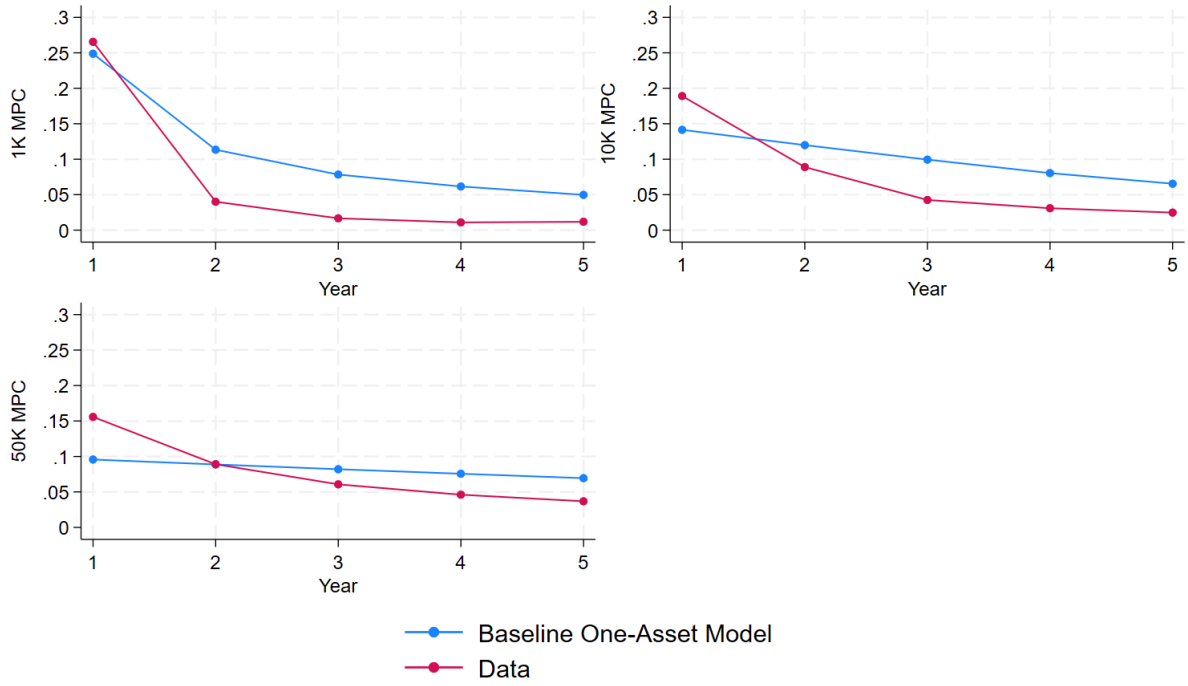 1K MPC
.3
.25
.2
.15
.1
.05
0
1 2 3 4 5
Year
10K MPC
.3
.25
.2
.15
.1
.05
0
1 2 3 4 5
Year
50K MPC
.3
.25
.2
.15
.1
.05
0
1 2 3 4 5
Year
Baseline One-Asset Model
Data